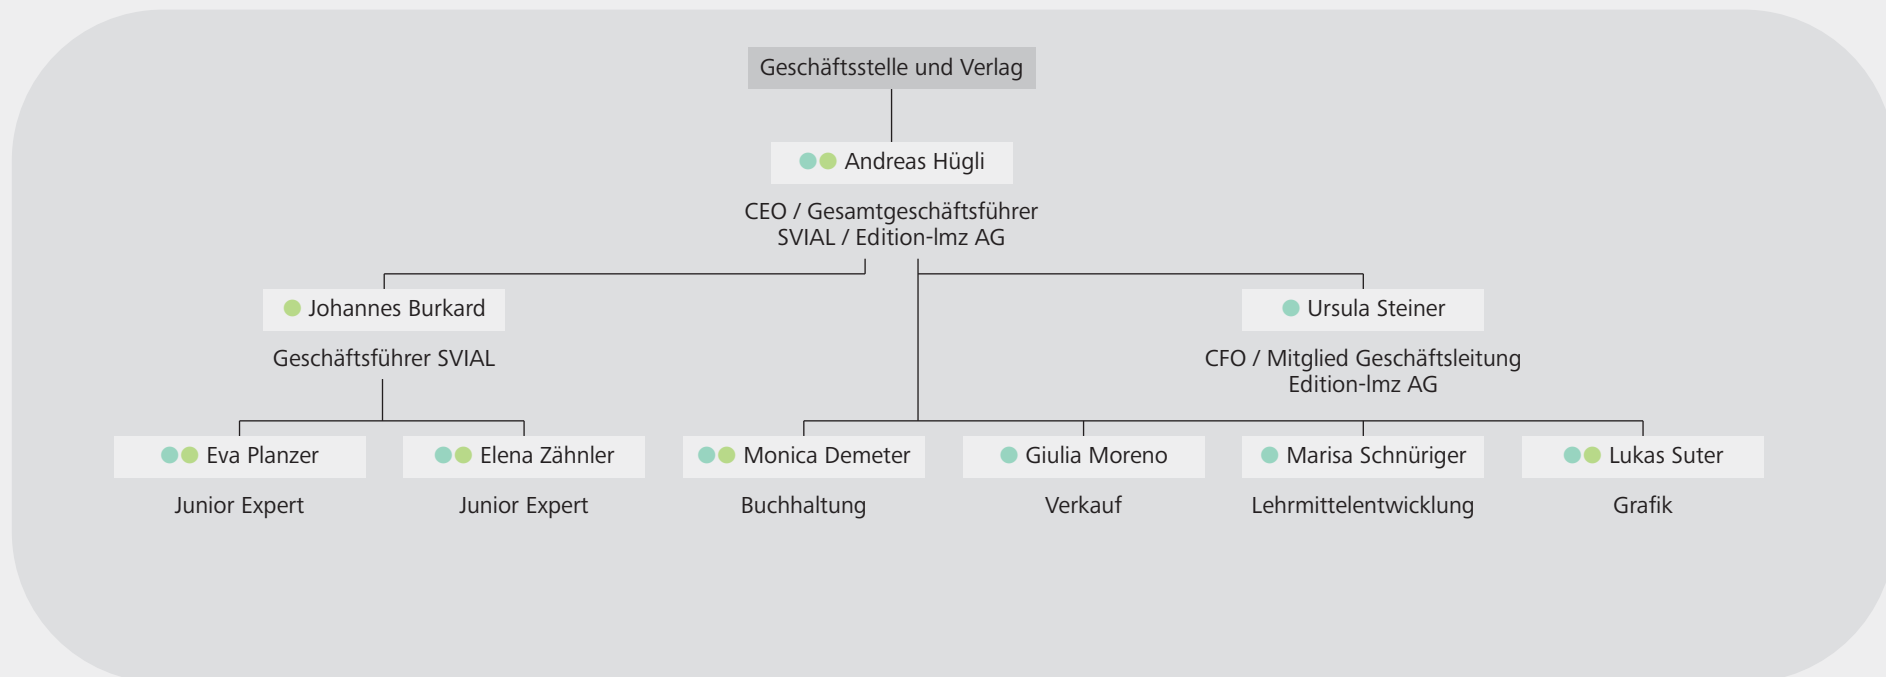 Geschäftsstelle und Verlag
Andreas Hügli
CEO / Gesamtgeschäftsführer
SVIAL / Edition-lmz AG
Johannes Burkard
Geschäftsführer SVIAL
Ursula Steiner
CFO / Mitglied Geschäftsleitung
Edition-lmz AG
Eva Planzer
Junior Expert
Elena Zähnler
Junior Expert
Monica Demeter
Buchhaltung
Giulia Moreno
Verkauf
Marisa Schnüriger
Lehrmittelentwicklung
Lukas Suter
Grafik